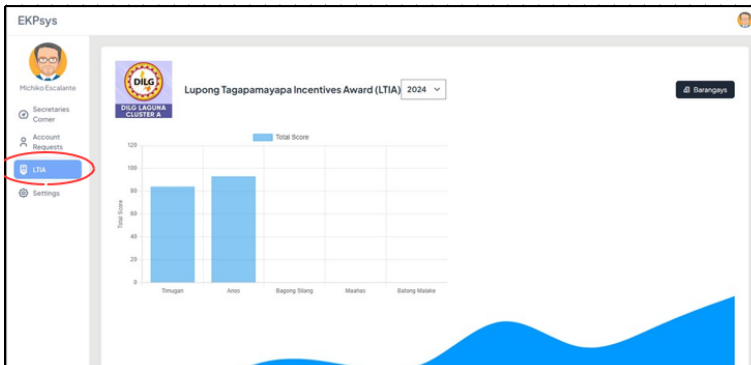 EKPsys
Michiko Escalante
Secretaries
Corner
Account
Requests
LTIA
Settings
DILG
DILG LAGUNA
CLUSTER A
Lupong Tagapamayapa Incentives Award (LTIA)
2024
Barangays
Total Score
120
100
80
60
40
20
0
Total Score
Timugan
Anos
Bagong Silang
Maahas
Batong Malake